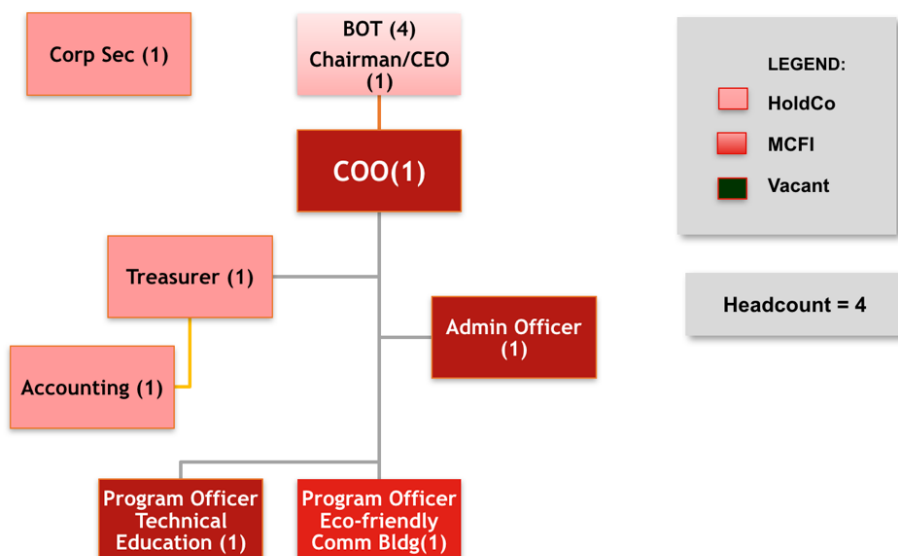 Corp Sec (1)
BOT (4)
Chairman/CEO
(1)
LEGEND:
HoldCo
MCFI
Vacant
COO(1)
Treasurer (1)
Headcount = 4
Admin Officer
(1)
Accounting (1)
Program Officer
Technical
Education (1)
Program Officer
Eco-friendly
Comm Bldg(1)